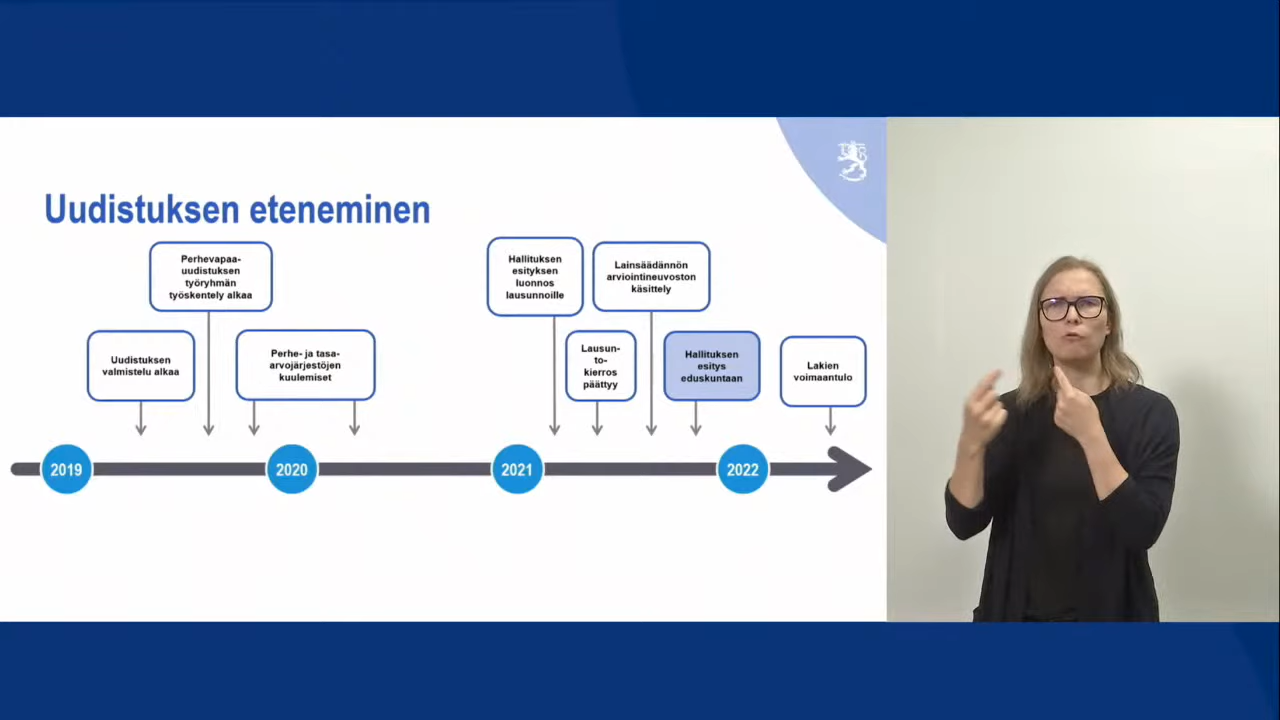 Uudistuksen eteneminen
Perhevapaa-
uudistuksen
työryhmän
työskentely alkaa
Hallituksen
esityksen
luonnos
lausunnoille
Lainsäädännön
arviointineuvoston
käsittely
Uudistuksen
valmistelu alkaa
Perhe- ja tasa-
arvojärjestöjen
kuulemiset
Lausun-
to-
kierros
päättyy
Hallituksen
esitys
eduskuntaan
Lakien
voimaantulo
2019
2020
2021
2022